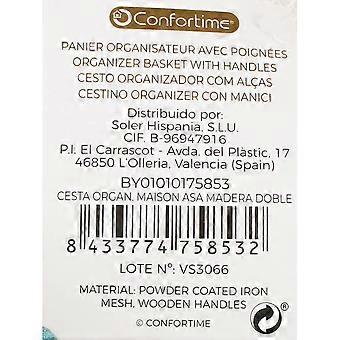 Confortime®
PANIER ORGANISATEUR AVEC POIGNÉES
ORGANIZER BASKET WITH HANDLES
CESTO ORGANIZADOR COM ALÇAS
CESTINO ORGANIZER CON MANICI
Distribuido por:
Soler Hispania, S.L.U.
CIF. B-96947916
P.I. El Carrascot - Avda. del Plàstic, 17
46850 L'Olleria, Valencia (Spain)
BY01010175853
CESTA ORGAN. MAISON ASA MADERA DOBLE
8 433774 758532
LOTE Nº: VS3066
MATERIAL: POWDER COATED IRON
MESH, WOODEN HANDLES
© CONFORTIME
®